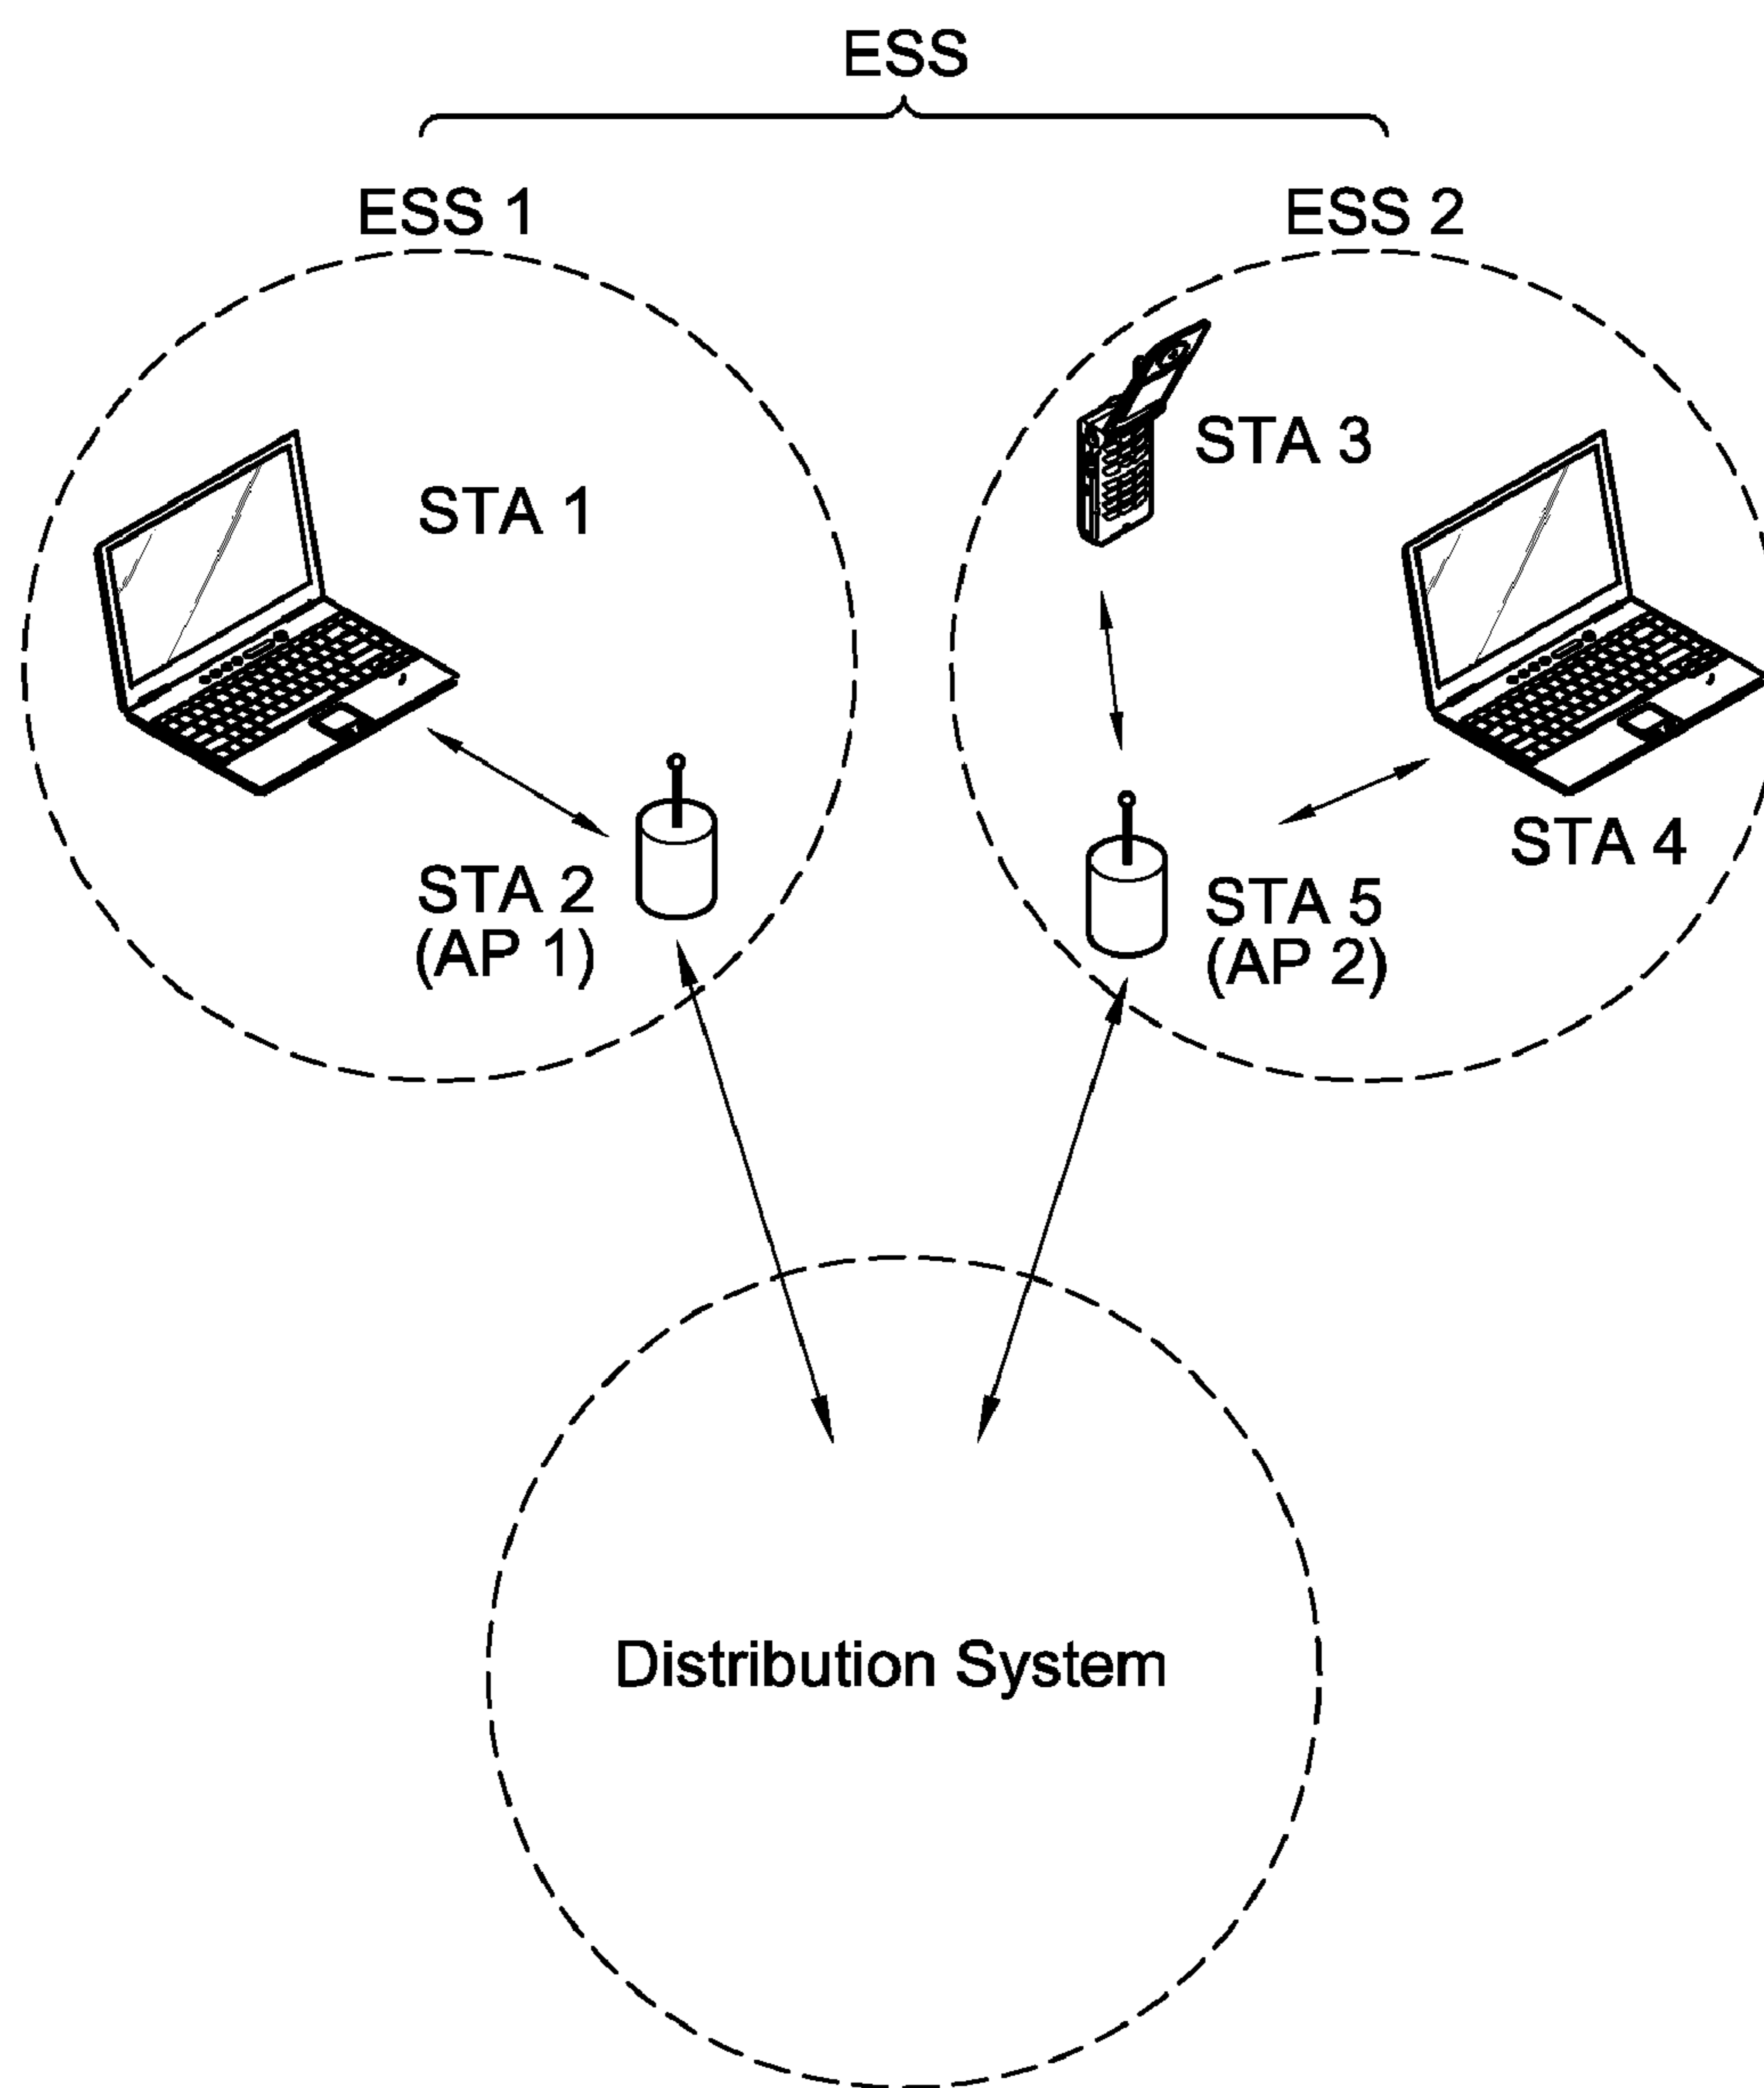 ESS
ESS 1
ESS 2
STA 1
STA 3
STA 2
(AP 1)
STA 4
STA 5
(AP 2)
Distribution System